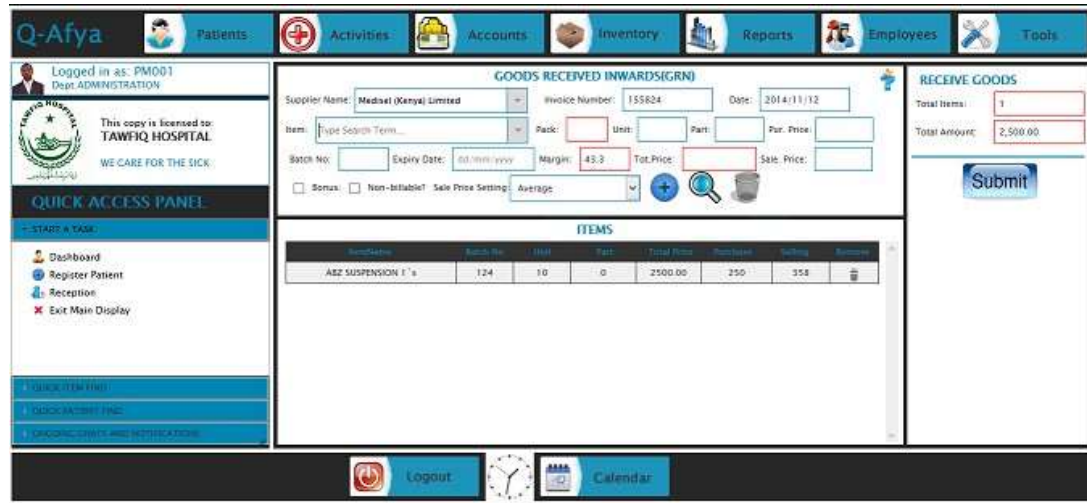 Q-Afya
Patients
Activities
Accounts
Inventory
Reports
Employees
Tools
Logged in as: PM001
Dept:ADMINISTRATION
This copy is licensed to:
TAWFIQ HOSPITAL
WE CARE FOR THE SICK
QUICK ACCESS PANEL
START A TASK
Dashboard
Register Patient
Reception
Exit Main Display
QUICK ITEM FIND
QUICK PATIENT FIND
ONGOING CHATS AND NOTIFICATIONS
GOODS RECEIVED INWARDS(GRN)
Supplier Name: Medisel (Kenya) Limited Invoice Number: 155824 Date: 2014/11/12
Item: Type Search Term... Pack: Unit: Part: Pur. Price:
Batch No: Expiry Date: dd/mm/yyyy Margin: 43.3 Tot.Price: Sale. Price:
Bonus: Non-billable? Sale Price Setting: Average
ITEMS
ItemName Batch No Unit Part Total Price Purchase Selling Remove
ABZ SUSPENSION 1`s 124 10 0 2500.00 250 358
RECEIVE GOODS
Total Items: 1
Total Amount: 2,500.00
Submit
Logout
Calendar